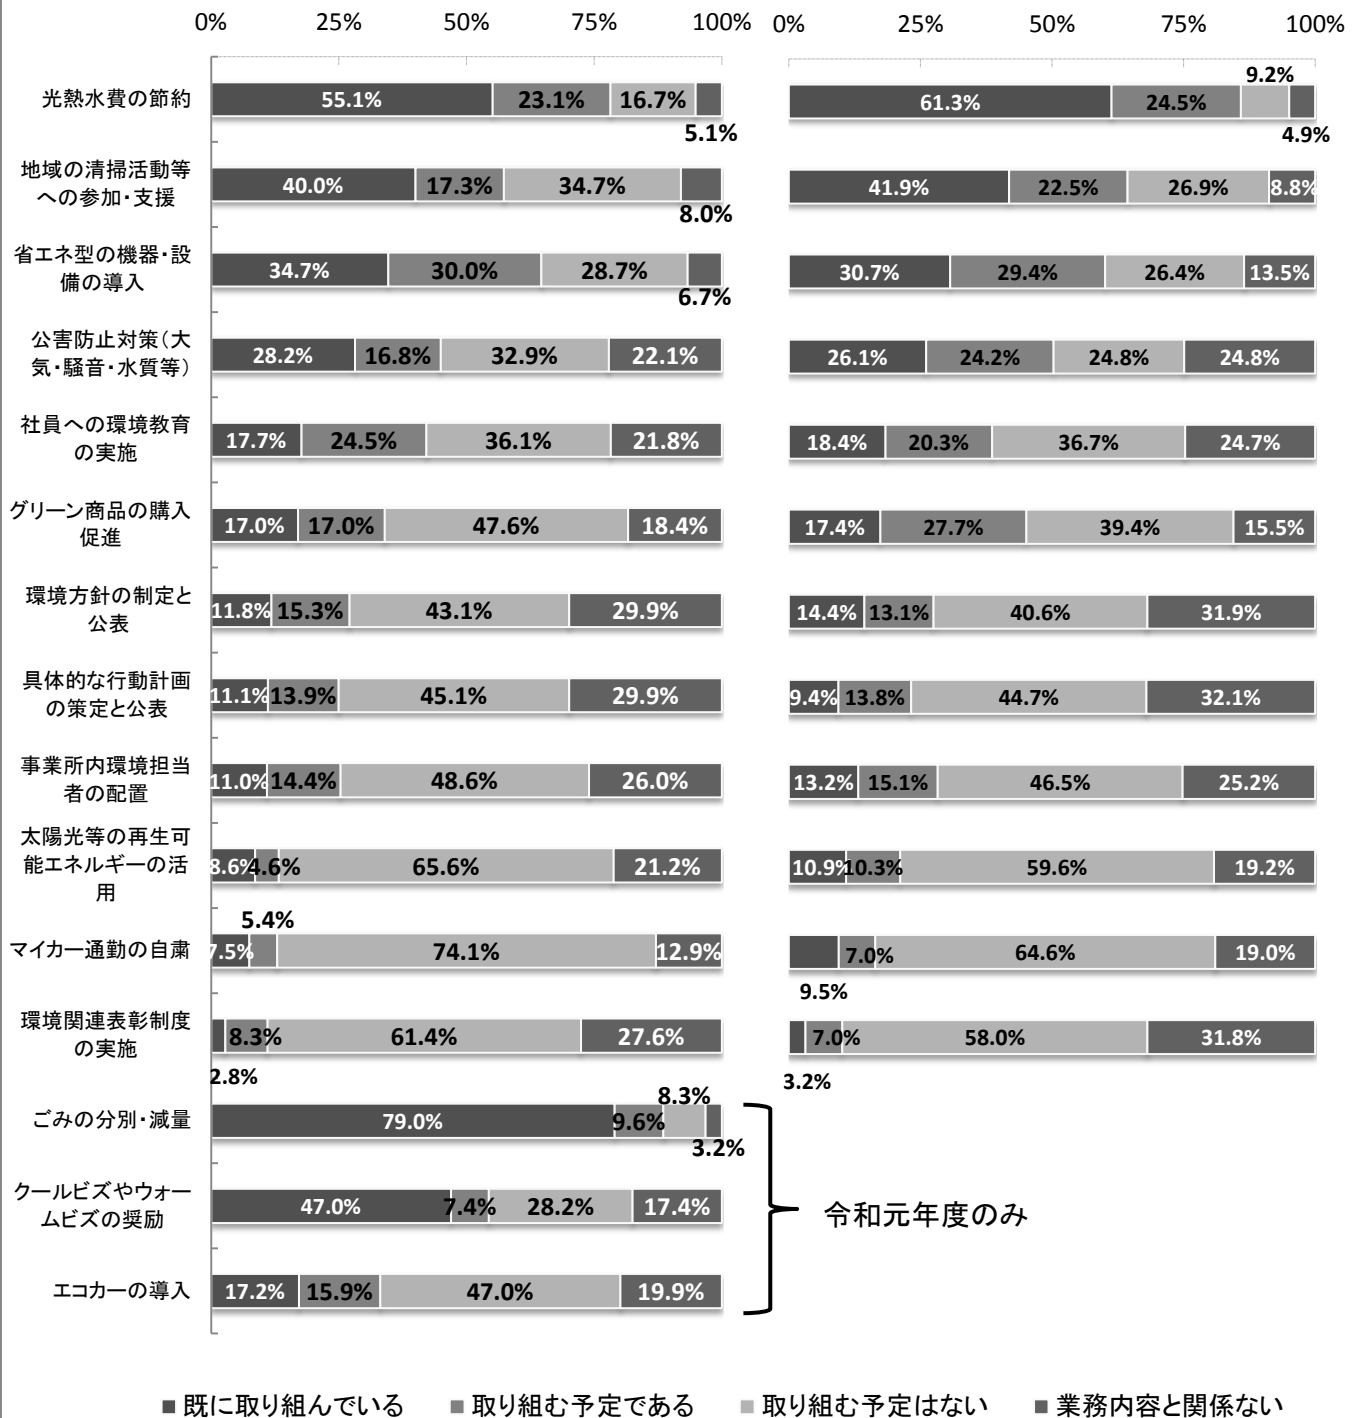 0% 25% 50% 75% 100% 0% 25% 50% 75% 100%
光熱水費の節約 55.1% 23.1% 16.7% 5.1% 61.3% 24.5% 9.2% 4.9%
地域の清掃活動等
への参加・支援 40.0% 17.3% 34.7% 8.0% 41.9% 22.5% 26.9% 8.8%
省エネ型の機器・設
備の導入 34.7% 30.0% 28.7% 6.7% 30.7% 29.4% 26.4% 13.5%
公害防止対策(大
気・騒音・水質等) 28.2% 16.8% 32.9% 22.1% 26.1% 24.2% 24.8% 24.8%
社員への環境教育
の実施 17.7% 24.5% 36.1% 21.8% 18.4% 20.3% 36.7% 24.7%
グリーン商品の購入
促進 17.0% 17.0% 47.6% 18.4% 17.4% 27.7% 39.4% 15.5%
環境方針の制定と
公表 11.8% 15.3% 43.1% 29.9% 14.4% 13.1% 40.6% 31.9%
具体的な行動計画
の策定と公表 11.1% 13.9% 45.1% 29.9% 9.4% 13.8% 44.7% 32.1%
事業所内環境担当
者の配置 11.0% 14.4% 48.6% 26.0% 13.2% 15.1% 46.5% 25.2%
太陽光等の再生可
能エネルギーの活
用 8.6% 4.6% 65.6% 21.2% 10.9% 10.3% 59.6% 19.2%
マイカー通勤の自粛 7.5% 5.4% 74.1% 12.9% 9.5% 7.0% 64.6% 19.0%
環境関連表彰制度
の実施 2.8% 8.3% 61.4% 27.6% 3.2% 7.0% 58.0% 31.8%
ごみの分別・減量 79.0% 9.6% 8.3% 3.2%
クールビズやウォー
ムビズの奨励 47.0% 7.4% 28.2% 17.4%
令和元年度のみ
エコカーの導入 17.2% 15.9% 47.0% 19.9%
既に取り組んでいる 取り組む予定である 取り組む予定はない 業務内容と関係ない